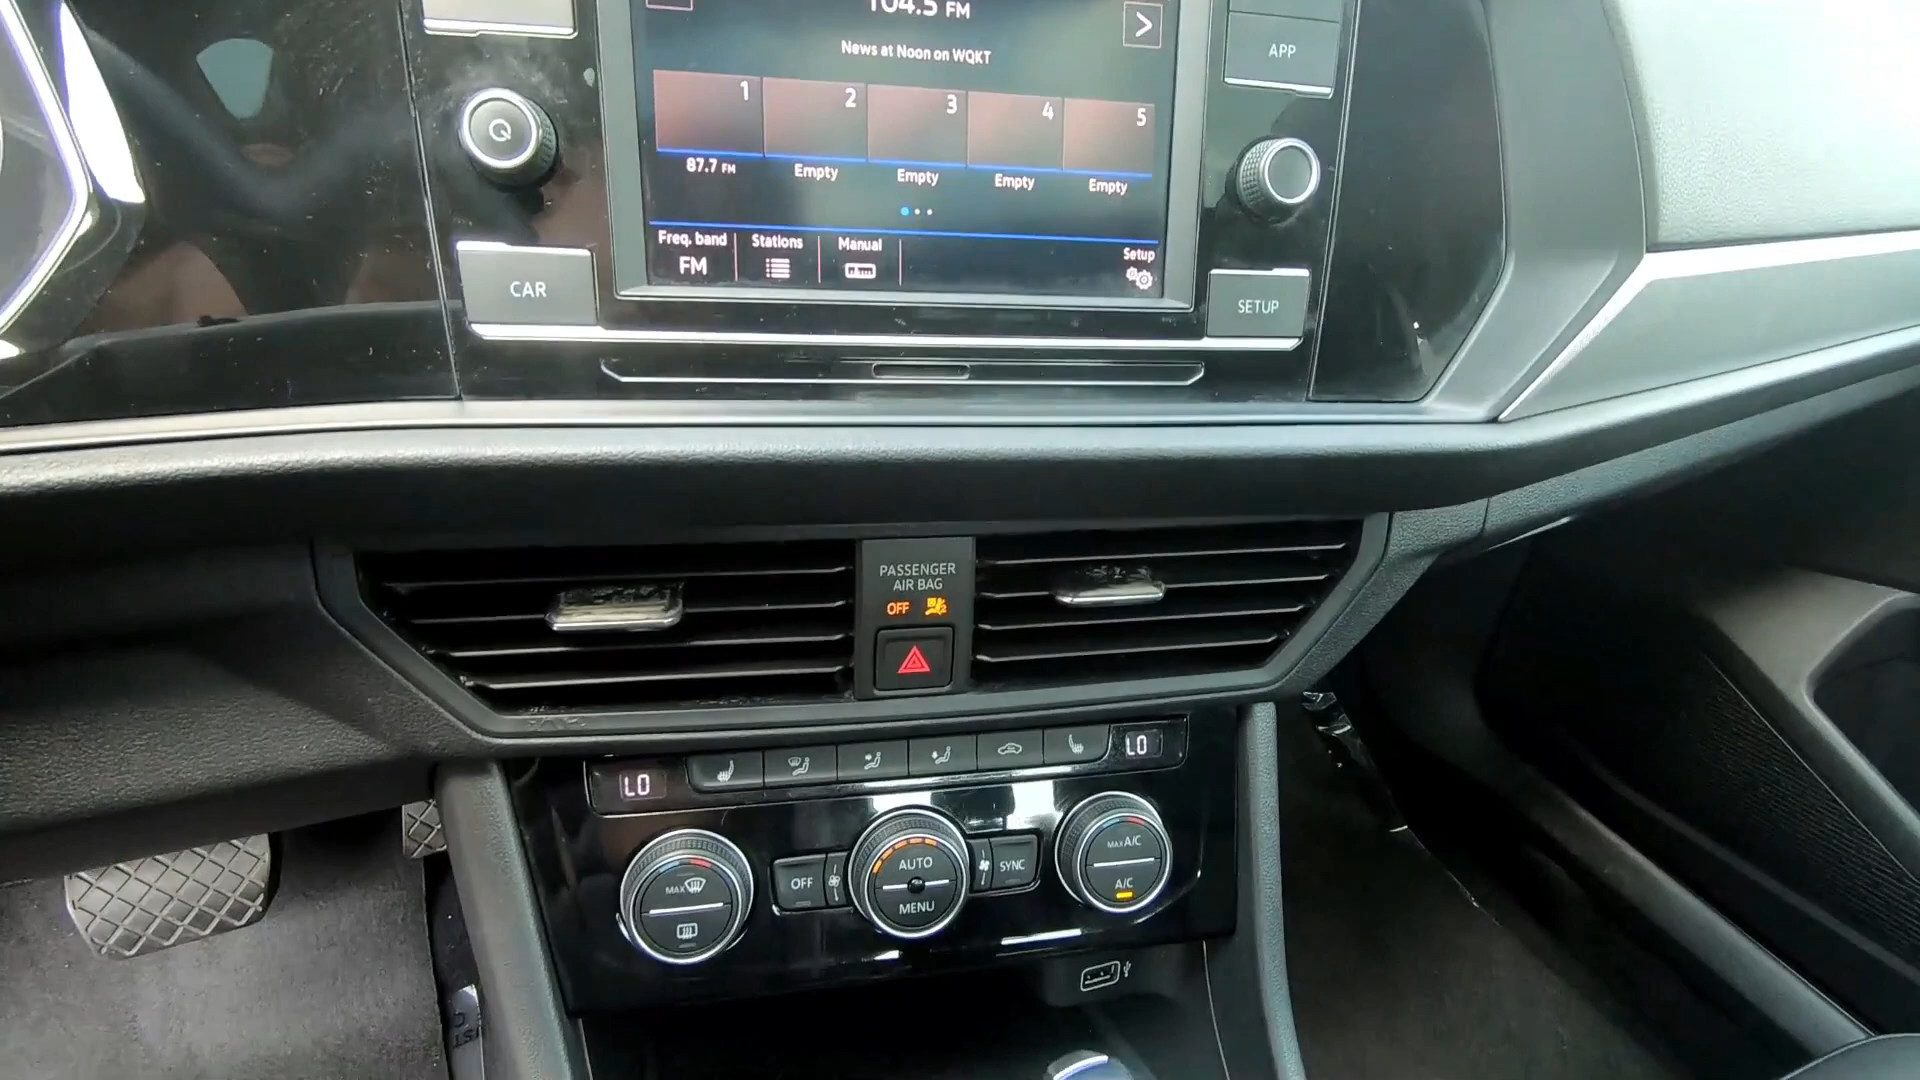 104.5 FM
News at Noon on WQKT
APP
1 2 3 4 5
87.7 FM Empty Empty Empty Empty
Freq. band Stations Manual Setup
FM
CAR
SETUP
PASSENGER
AIR BAG
OFF
LO LO
MAX
OFF
AUTO
MENU
SYNC
MAX A/C
A/C